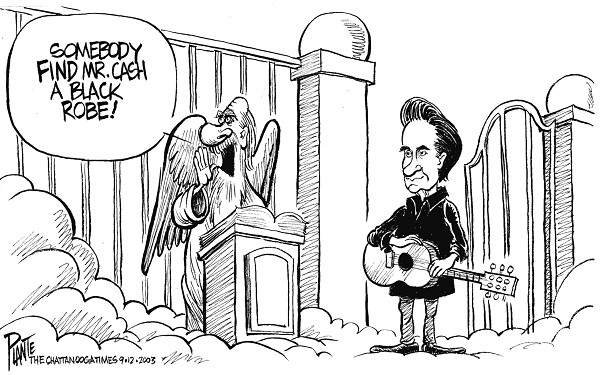 SOMEBODY
FIND MR. CASH
A BLACK
ROBE!
PLANTE
THE CHATTANOOGA TIMES 9·12·2003